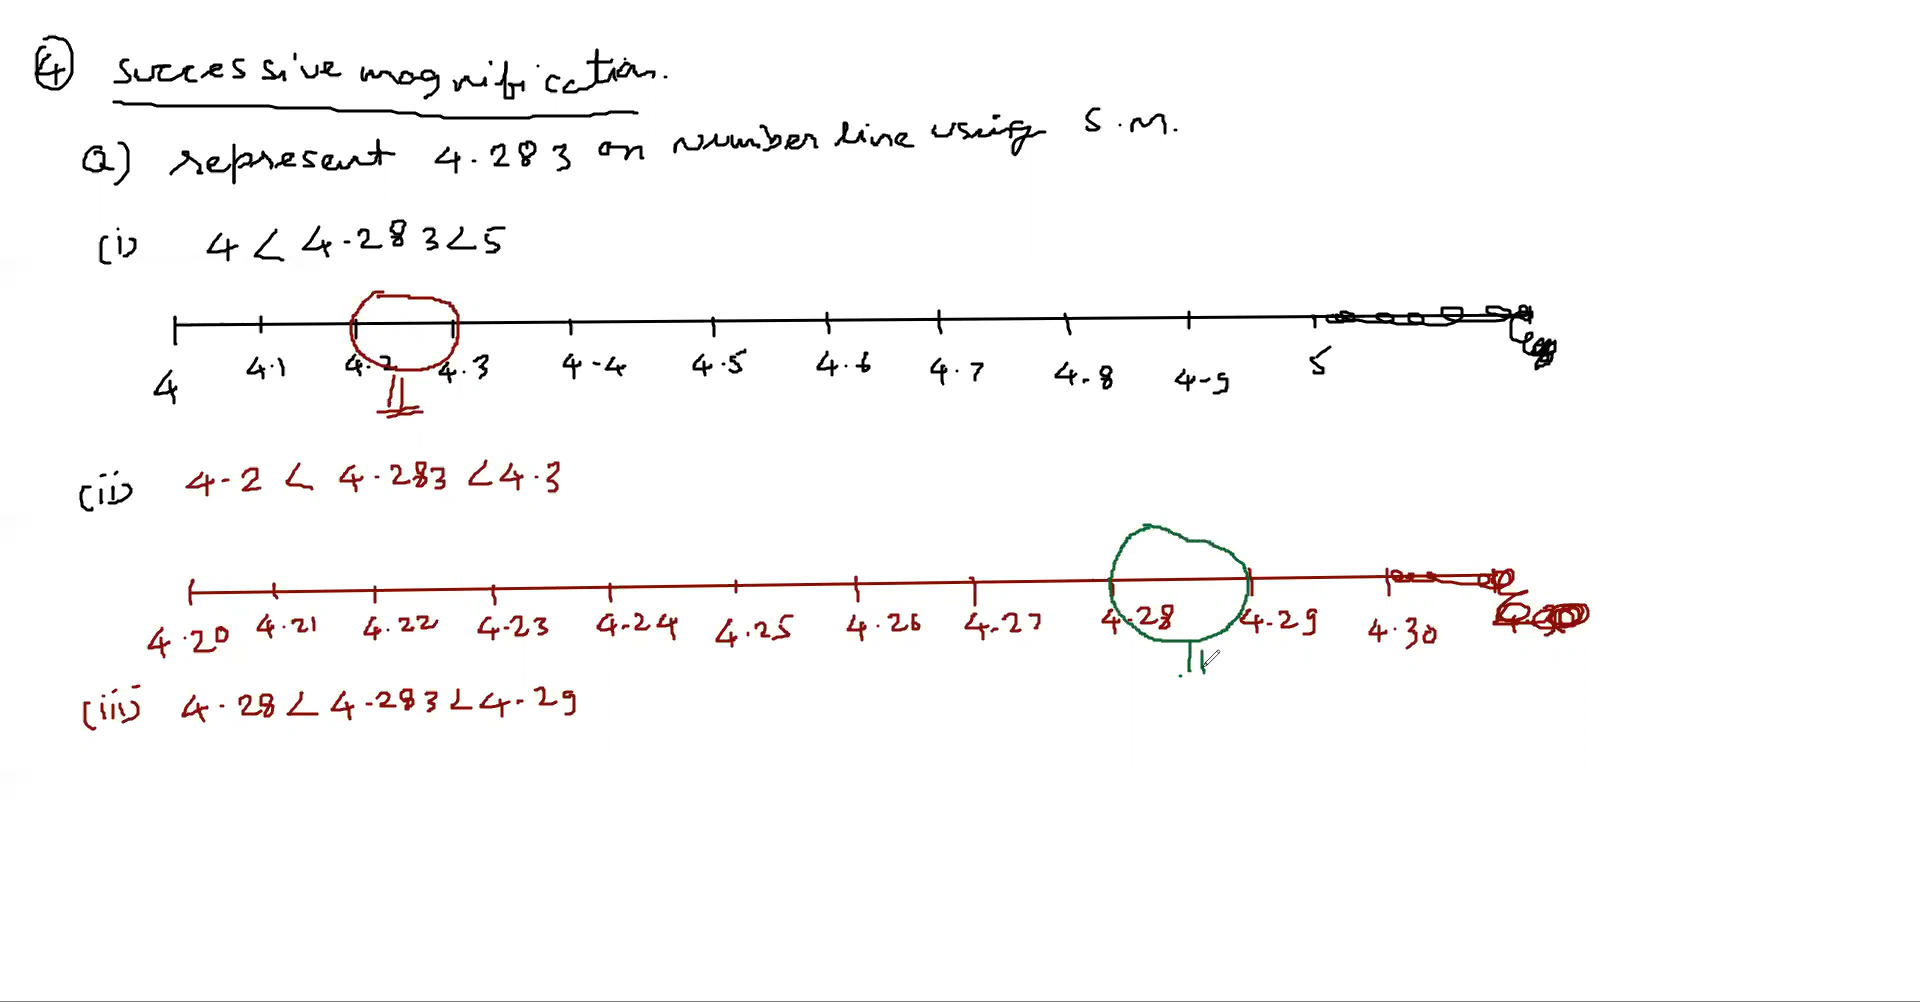 ④ successive magnification.
Q) represent 4.283 on number line using S.M.
(i) 4 < 4.283 < 5
4 4.1 4.2 4.3 4.4 4.5 4.6 4.7 4.8 4.9 5
(ii) 4.2 < 4.283 < 4.3
4.20 4.21 4.22 4.23 4.24 4.25 4.26 4.27 4.28 4.29 4.30
(iii) 4.28 < 4.283 < 4.29